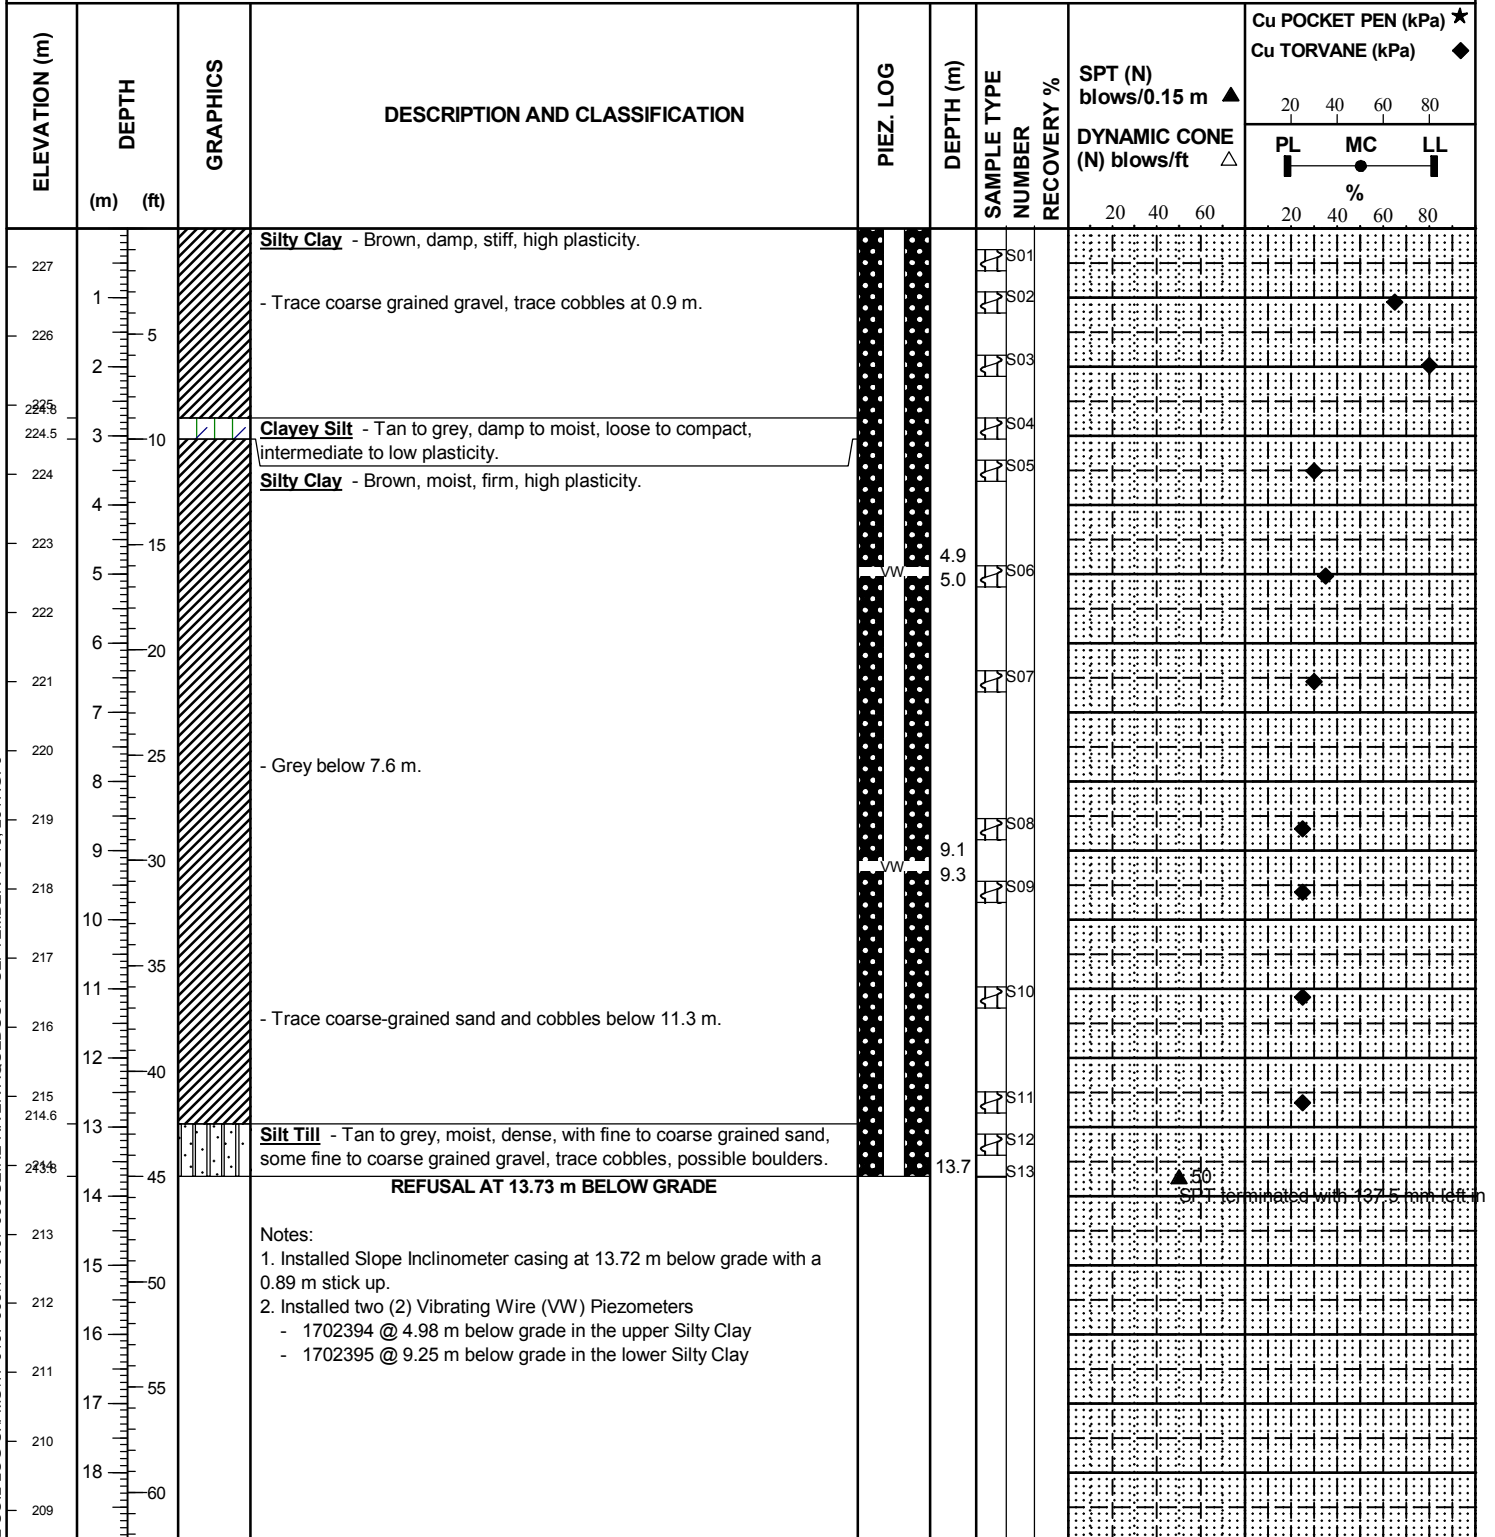 ELEVATION (m)
DEPTH
(m) (ft)
GRAPHICS
DESCRIPTION AND CLASSIFICATION
PIEZ. LOG
DEPTH (m)
SAMPLE TYPE
NUMBER
RECOVERY %
SPT (N)
blows/0.15 m ▲
DYNAMIC CONE
(N) blows/ft △
20 40 60
Cu POCKET PEN (kPa) ★
Cu TORVANE (kPa) ◆
20 40 60 80
PL MC LL
%
20 40 60 80
Silty Clay - Brown, damp, stiff, high plasticity.
S01
227
1
- Trace coarse grained gravel, trace cobbles at 0.9 m.
S02
226
5
2
S03
225
224.8
Clayey Silt - Tan to grey, damp to moist, loose to compact,
intermediate to low plasticity.
S04
224.5
3
10
S05
224
Silty Clay - Brown, moist, firm, high plasticity.
4
223
15
4.9
VW
5.0
S06
5
222
6
20
221
S07
7
220
25
- Grey below 7.6 m.
8
219
S08
9
30
9.1
VW
9.3
218
S09
10
217
35
11
S10
- Trace coarse-grained sand and cobbles below 11.3 m.
216
12
40
215
S11
214.6
13
Silt Till - Tan to grey, moist, dense, with fine to coarse grained sand,
some fine to coarse grained gravel, trace cobbles, possible boulders.
S12
214
13.7
S13
45
50
REFUSAL AT 13.73 m BELOW GRADE
14
SPT terminated with 137.5 mm left in
213
Notes:
1. Installed Slope Inclinometer casing at 13.72 m below grade with a
0.89 m stick up.
15
50
2. Installed two (2) Vibrating Wire (VW) Piezometers
212
- 1702394 @ 4.98 m below grade in the upper Silty Clay
16
- 1702395 @ 9.25 m below grade in the lower Silty Clay
211
55
17
210
18
60
209